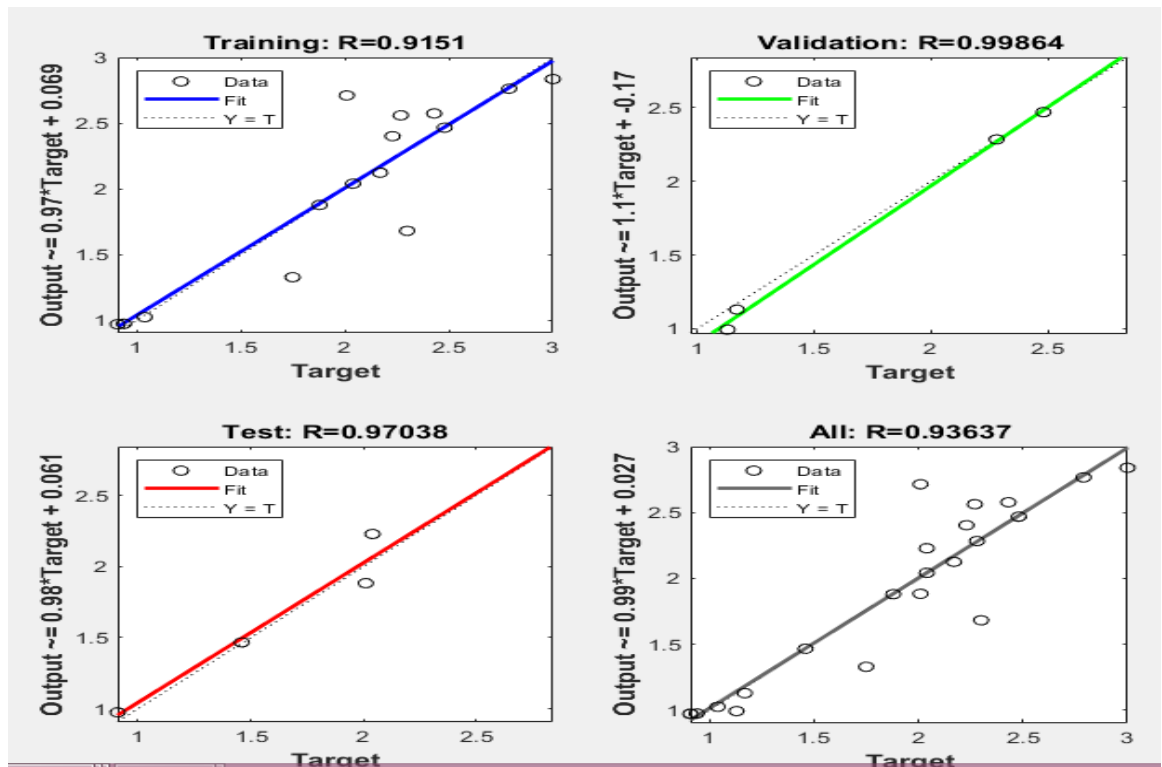 Training: R=0.9151
Output ~= 0.97*Target + 0.069
Data
Fit
Y = T
3
2.5
2
1.5
1
1 1.5 2 2.5 3
Target
Validation: R=0.99864
Output ~= 1.1*Target + -0.17
Data
Fit
Y = T
2.5
2
1.5
1
1 1.5 2 2.5
Target
Test: R=0.97038
Output ~= 0.98*Target + 0.061
Data
Fit
Y = T
2.5
2
1.5
1
1 1.5 2 2.5
Target
All: R=0.93637
Output ~= 0.99*Target + 0.027
Data
Fit
Y = T
3
2.5
2
1.5
1
1 1.5 2 2.5 3
Target